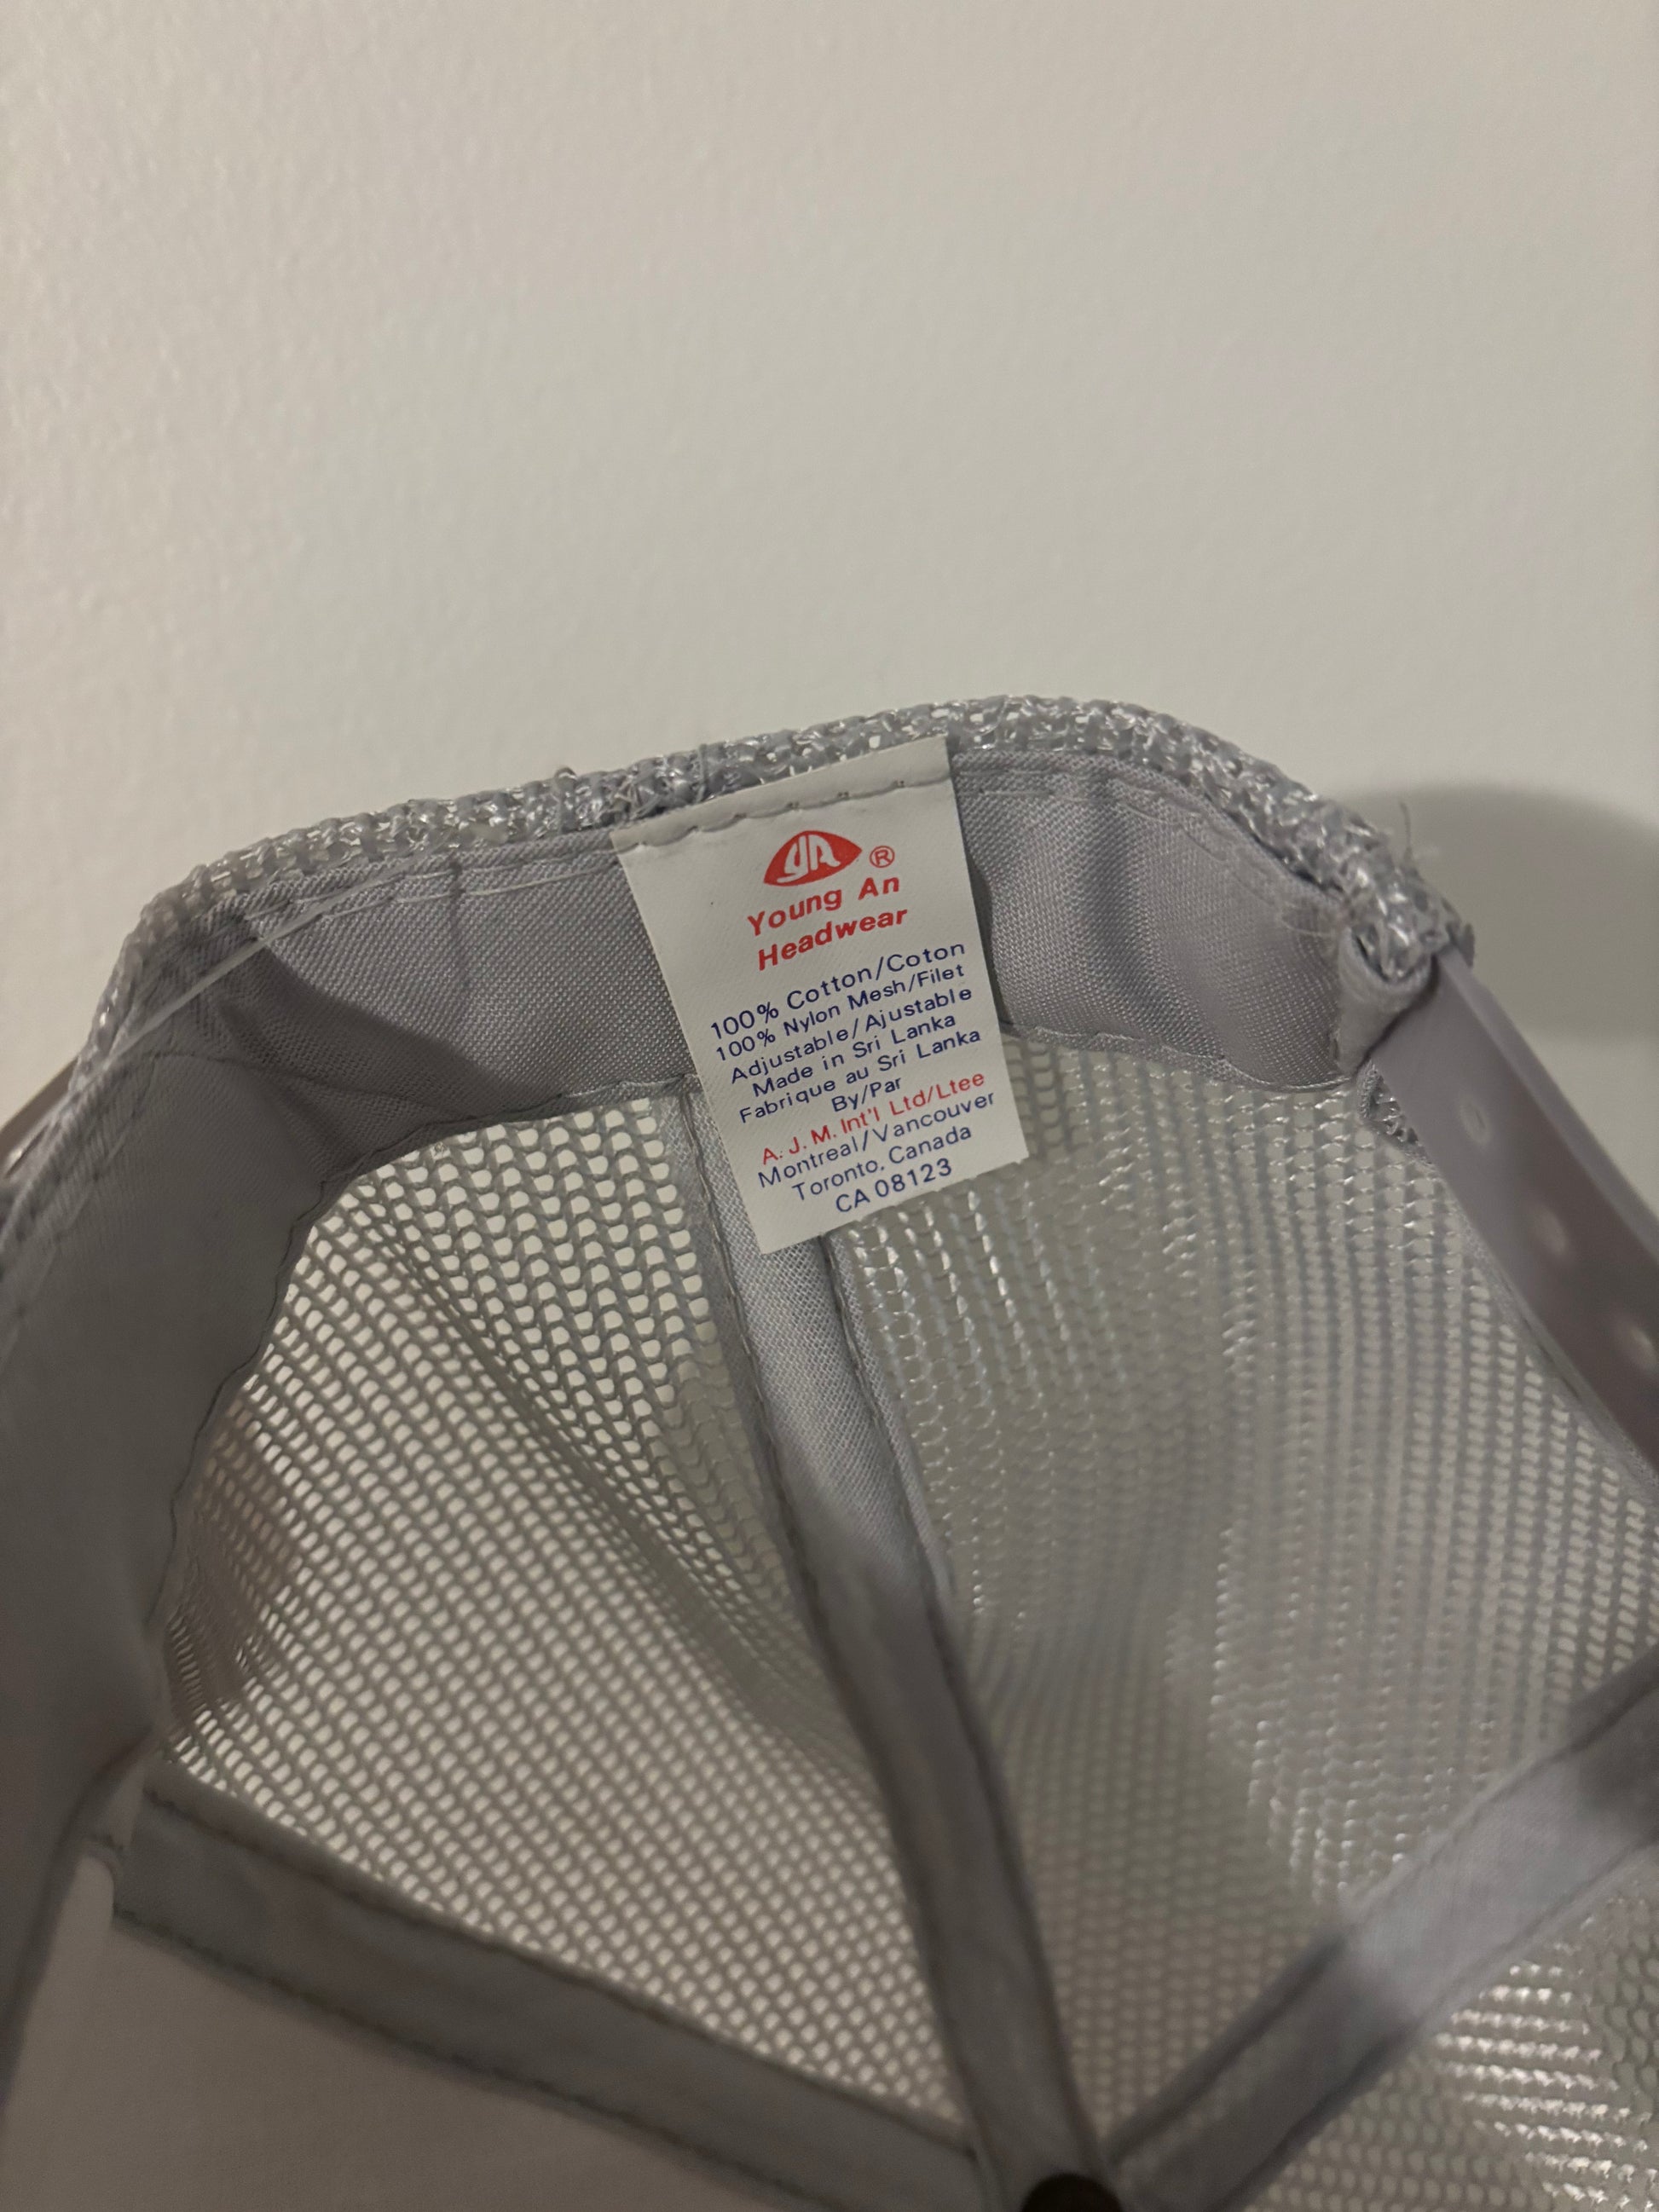 YA ®
Young An
Headwear
100% Cotton/Coton
100% Nylon Mesh/Filet
Adjustable/Ajustable
Made in Sri Lanka
Fabrique au Sri Lanka
By/Par
A. J. M. Int'l Ltd/Ltee
Montreal/Vancouver
Toronto, Canada
CA 08123